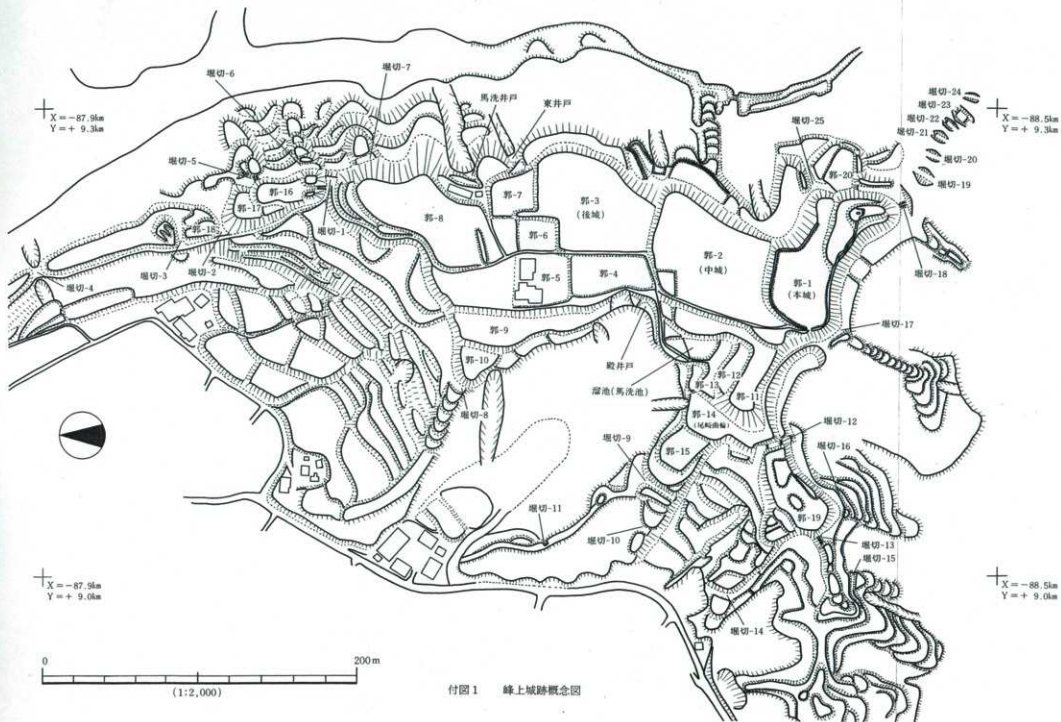 堀切-6
堀切-7
馬洗井戸
東井戸
堀切-24
堀切-23
堀切-22
堀切-21
堀切-20
堀切-19
堀切-25
X=-87.9km
Y=+ 9.3km
X=-88.5km
Y=+ 9.3km
堀切-5
郭-16
郭-17
郭-18
堀切-1
堀切-2
堀切-3
堀切-4
郭-8
郭-7
郭-6
郭-3
(後城)
郭-20
郭-2
(中城)
郭-1
(本城)
堀切-18
郭-5
郭-4
郭-9
郭-10
堀切-17
殿井戸
溜池(馬洗池)
郭-12
郭-13
郭-11
郭-14
(尾崎曲輪)
郭-15
堀切-8
堀切-9
堀切-12
堀切-16
堀切-11
堀切-10
郭-19
堀切-13
堀切-15
堀切-14
X=-87.9km
Y=+ 9.0km
X=-88.5km
Y=+ 9.0km
0
200m
(1:2,000)
付図1 峰上城跡概念図